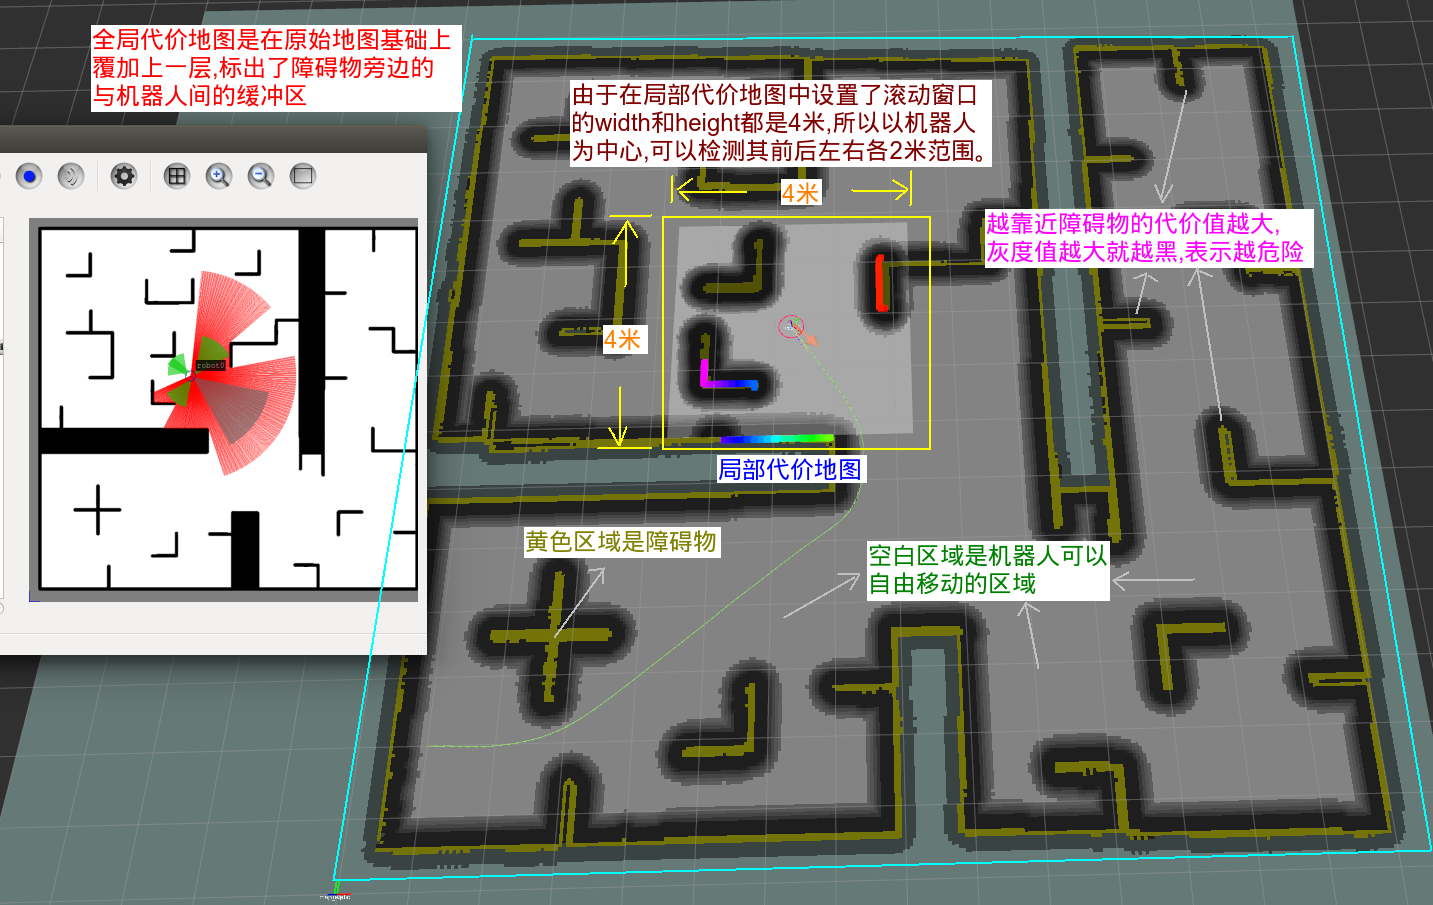 全局代价地图是在原始地图基础上
覆加上一层,标出了障碍物旁边的
与机器人间的缓冲区
由于在局部代价地图中设置了滚动窗口
的width和height都是4米,所以以机器人
为中心,可以检测其前后左右各2米范围。
4米
越靠近障碍物的代价值越大,
灰度值越大就越黑,表示越危险
4米
robot0
局部代价地图
黄色区域是障碍物
空白区域是机器人可以
自由移动的区域